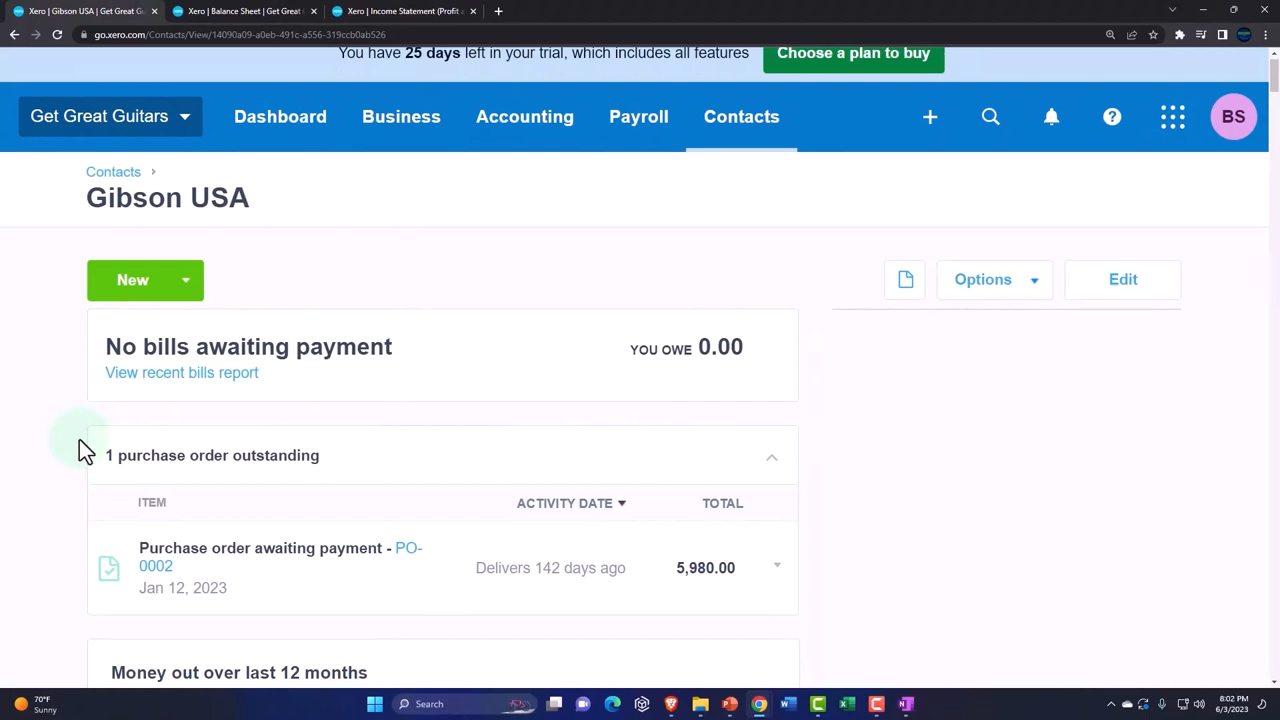 Xero | Gibson USA | Get Great Gu
Xero | Balance Sheet | Get Great
Xero | Income Statement (Profit a
go.xero.com/Contacts/View/14090a09-a0eb-491c-a556-319ccb0ab526
You have 25 days left in your trial, which includes all features
Choose a plan to buy
Get Great Guitars
Dashboard
Business
Accounting
Payroll
Contacts
BS
Contacts
Gibson USA
New
Options
Edit
No bills awaiting payment
YOU OWE 0.00
View recent bills report
1 purchase order outstanding
ITEM
ACTIVITY DATE
TOTAL
Purchase order awaiting payment - PO-
0002
Jan 12, 2023
Delivers 142 days ago
5,980.00
Money out over last 12 months
70°F
Sunny
Search
8:02 PM
6/3/2023